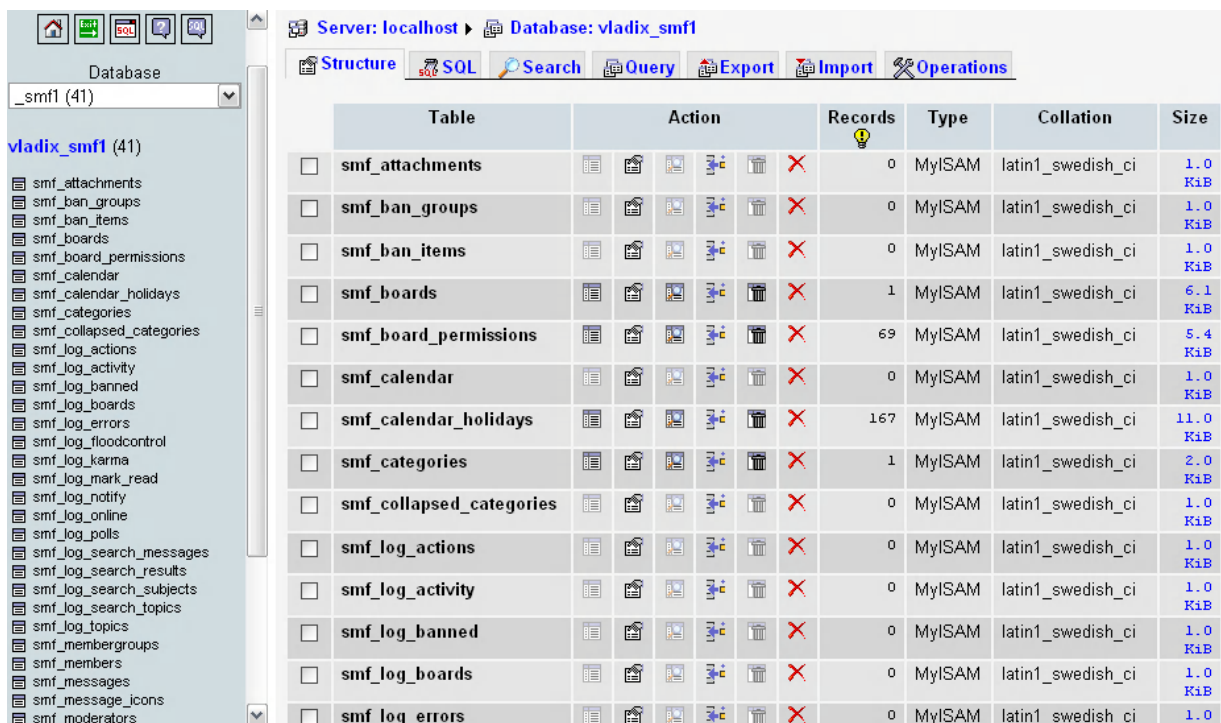 Exit
SQL
?
SQL
Database
_smf1 (41)
vladix_smf1 (41)
smf_attachments
smf_ban_groups
smf_ban_items
smf_boards
smf_board_permissions
smf_calendar
smf_calendar_holidays
smf_categories
smf_collapsed_categories
smf_log_actions
smf_log_activity
smf_log_banned
smf_log_boards
smf_log_errors
smf_log_floodcontrol
smf_log_karma
smf_log_mark_read
smf_log_notify
smf_log_online
smf_log_polls
smf_log_search_messages
smf_log_search_results
smf_log_search_subjects
smf_log_search_topics
smf_log_topics
smf_membergroups
smf_members
smf_messages
smf_message_icons
smf_moderators
Server: localhost Database: vladix_smf1
Structure SQL Search Query Export Import Operations
Table Action Records Type Collation Size
smf_attachments 0 MyISAM latin1_swedish_ci 1.0
KiB
smf_ban_groups 0 MyISAM latin1_swedish_ci 1.0
KiB
smf_ban_items 0 MyISAM latin1_swedish_ci 1.0
KiB
smf_boards 1 MyISAM latin1_swedish_ci 6.1
KiB
smf_board_permissions 69 MyISAM latin1_swedish_ci 5.4
KiB
smf_calendar 0 MyISAM latin1_swedish_ci 1.0
KiB
smf_calendar_holidays 167 MyISAM latin1_swedish_ci 11.0
KiB
smf_categories 1 MyISAM latin1_swedish_ci 2.0
KiB
smf_collapsed_categories 0 MyISAM latin1_swedish_ci 1.0
KiB
smf_log_actions 0 MyISAM latin1_swedish_ci 1.0
KiB
smf_log_activity 0 MyISAM latin1_swedish_ci 1.0
KiB
smf_log_banned 0 MyISAM latin1_swedish_ci 1.0
KiB
smf_log_boards 0 MyISAM latin1_swedish_ci 1.0
KiB
smf_log_errors 0 MyISAM latin1_swedish_ci 1.0